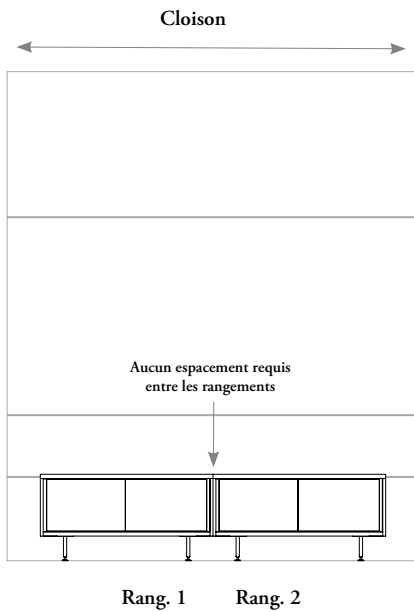 Cloison
Aucun espacement requis
entre les rangements
Rang. 1 Rang. 2